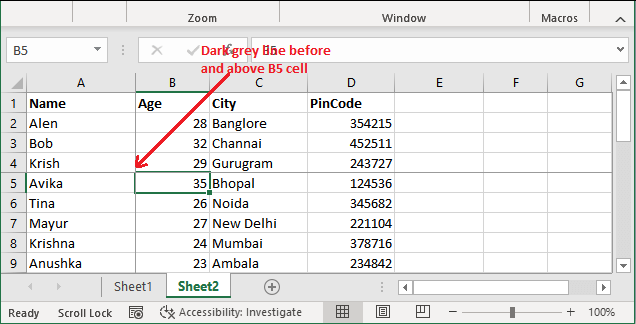 Zoom Window Macros
B5 fx B5
Dark grey line before
and above B5 cell
A B C D E F G
1 Name Age City PinCode
2 Alen 28 Banglore 354215
3 Bob 32 Channai 452511
4 Krish 29 Gurugram 243727
5 Avika 35 Bhopal 124536
6 Tina 26 Noida 345682
7 Mayur 27 New Delhi 221104
8 Krishna 24 Mumbai 378716
9 Anushka 23 Ambala 234842
Sheet1 Sheet2
Ready Scroll Lock Accessibility: Investigate 100%